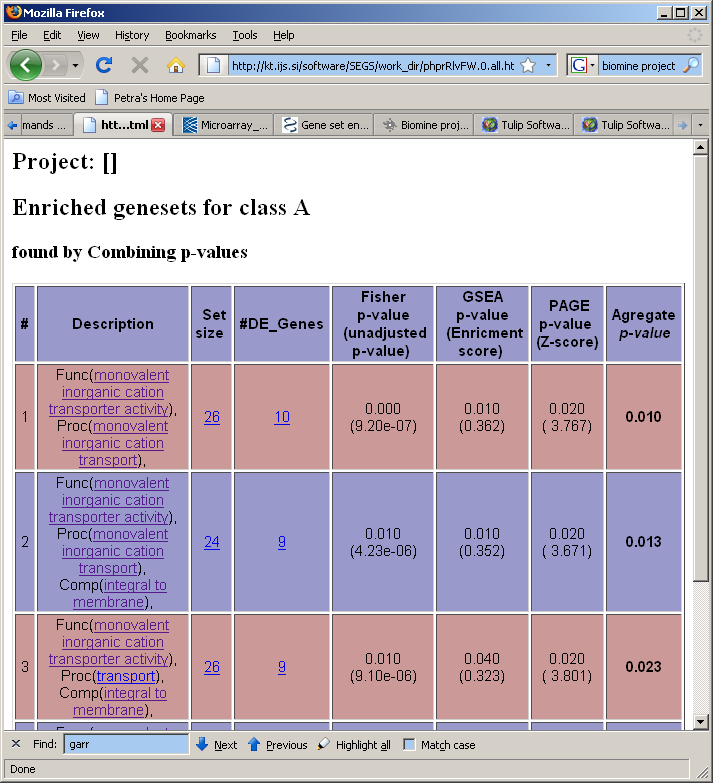 Mozilla Firefox
File Edit View History Bookmarks Tools Help
http://kt.ijs.si/software/SEGS/work_dir/phprRlvFW.0.all.ht
biomine project
Most Visited Petra's Home Page
mands ... htt...tml Microarray_... Gene set en... Biomine proj... Tulip Softwa... Tulip Softwa...
Project: []
Enriched genesets for class A
found by Combining p-values
# Description Set size #DE_Genes Fisher p-value (unadjusted p-value) GSEA p-value (Enricment score) PAGE p-value (Z-score) Agregate p-value
1 Func(monovalent inorganic cation transporter activity), Proc(monovalent inorganic cation transport), 26 10 0.000 (9.20e-07) 0.010 (0.362) 0.020 ( 3.767) 0.010
2 Func(monovalent inorganic cation transporter activity), Proc(monovalent inorganic cation transport), Comp(integral to membrane), 24 9 0.010 (4.23e-06) 0.010 (0.352) 0.020 ( 3.671) 0.013
3 Func(monovalent inorganic cation transporter activity), Proc(transport), Comp(integral to membrane), 26 9 0.010 (9.10e-06) 0.040 (0.323) 0.020 ( 3.801) 0.023
Find: garr Next Previous Highlight all Match case
Done